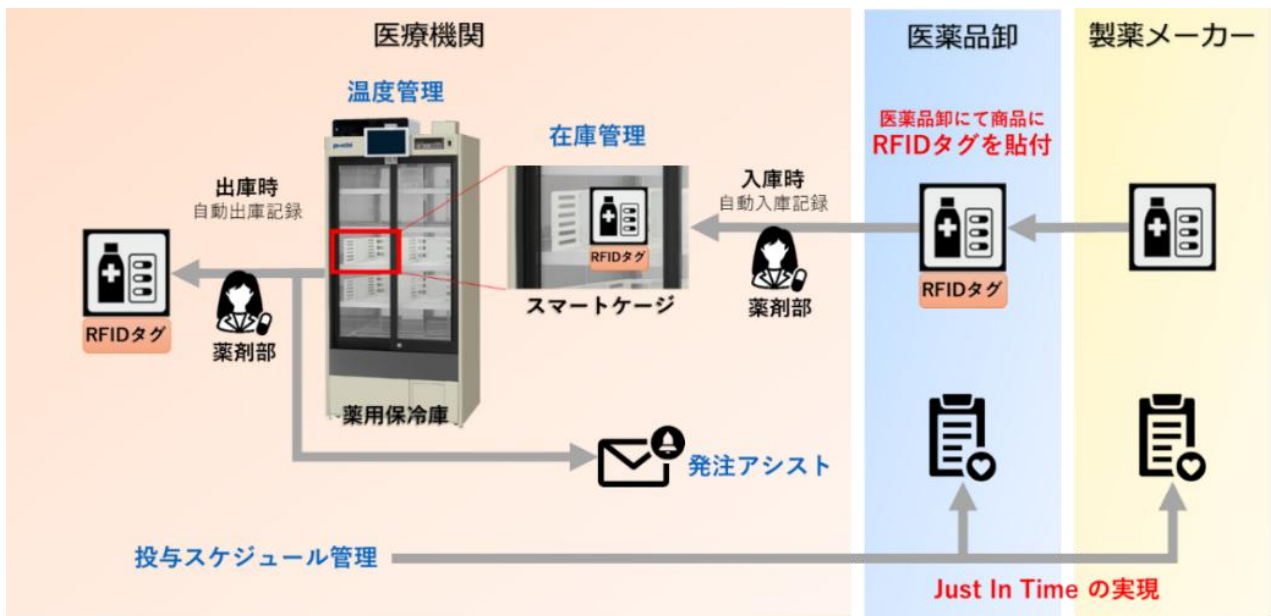 医療機関
医薬品卸
製薬メーカー
温度管理
在庫管理
医薬品卸にて商品に
RFIDタグを貼付
出庫時
自動出庫記録
入庫時
自動入庫記録
RFIDタグ
RFIDタグ
RFIDタグ
スマートケージ
薬剤部
薬剤部
薬用保冷庫
発注アシスト
投与スケジュール管理
Just In Time の実現